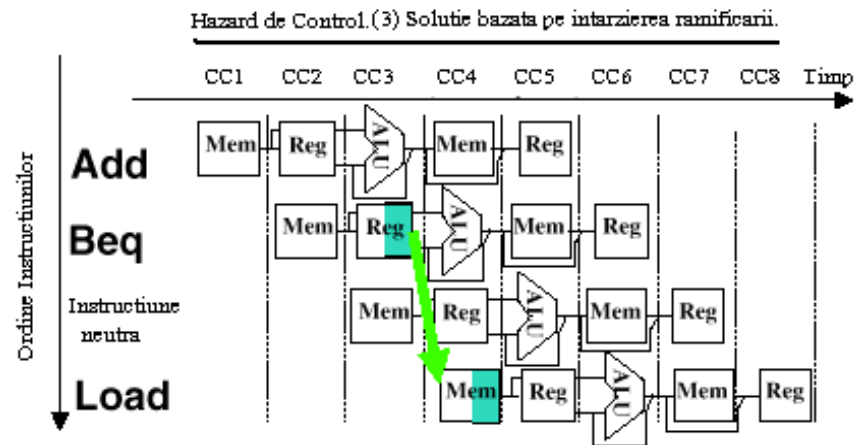 Hazard de Control.(3) Solutie bazata pe intarzierea ramificarii.
CC1 CC2 CC3 CC4 CC5 CC6 CC7 CC8 Timp
Ordine Instructiunilor
Add Mem Reg ALU Mem Reg
Beq Mem Reg ALU Mem Reg
Instructiune
neutra
Mem Reg ALU Mem Reg
Load Mem Reg ALU Mem Reg